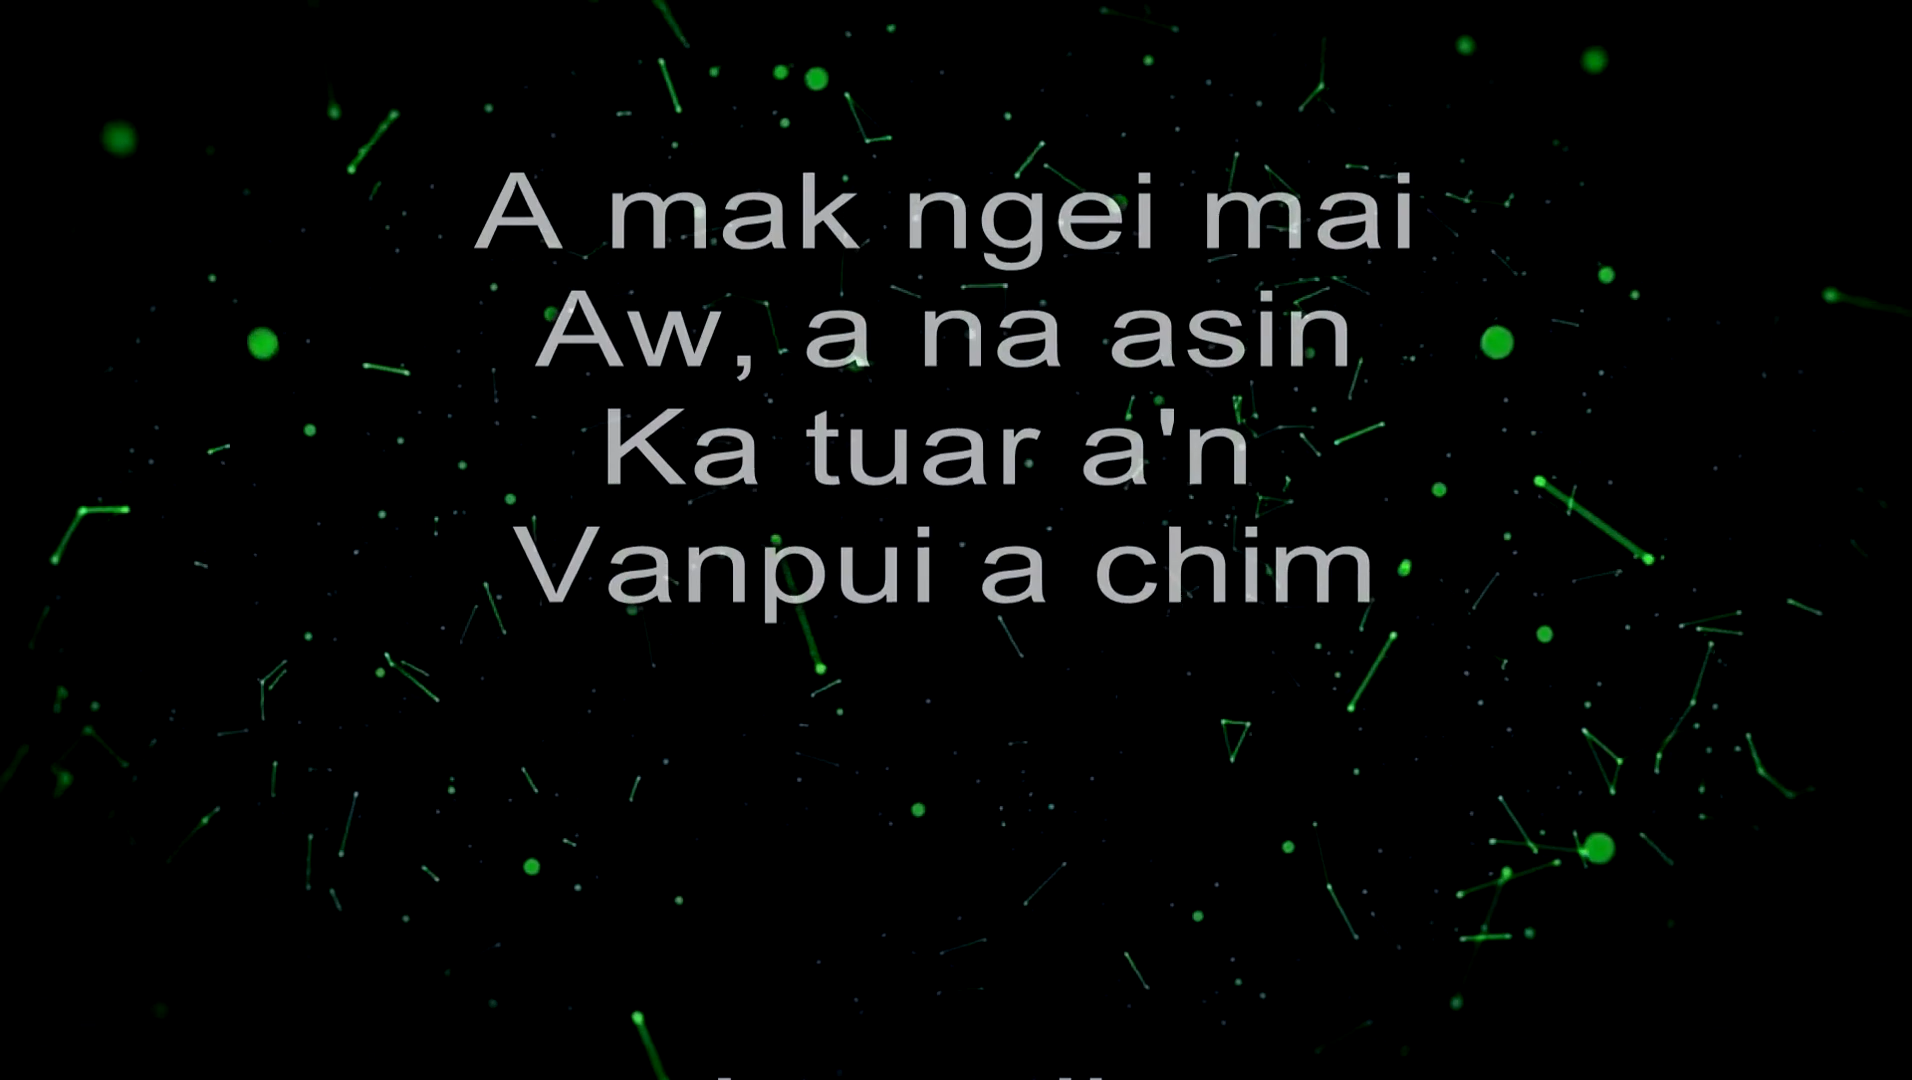 A mak ngei mai
Aw, a na asin
Ka tuar a'n
Vanpui a chim